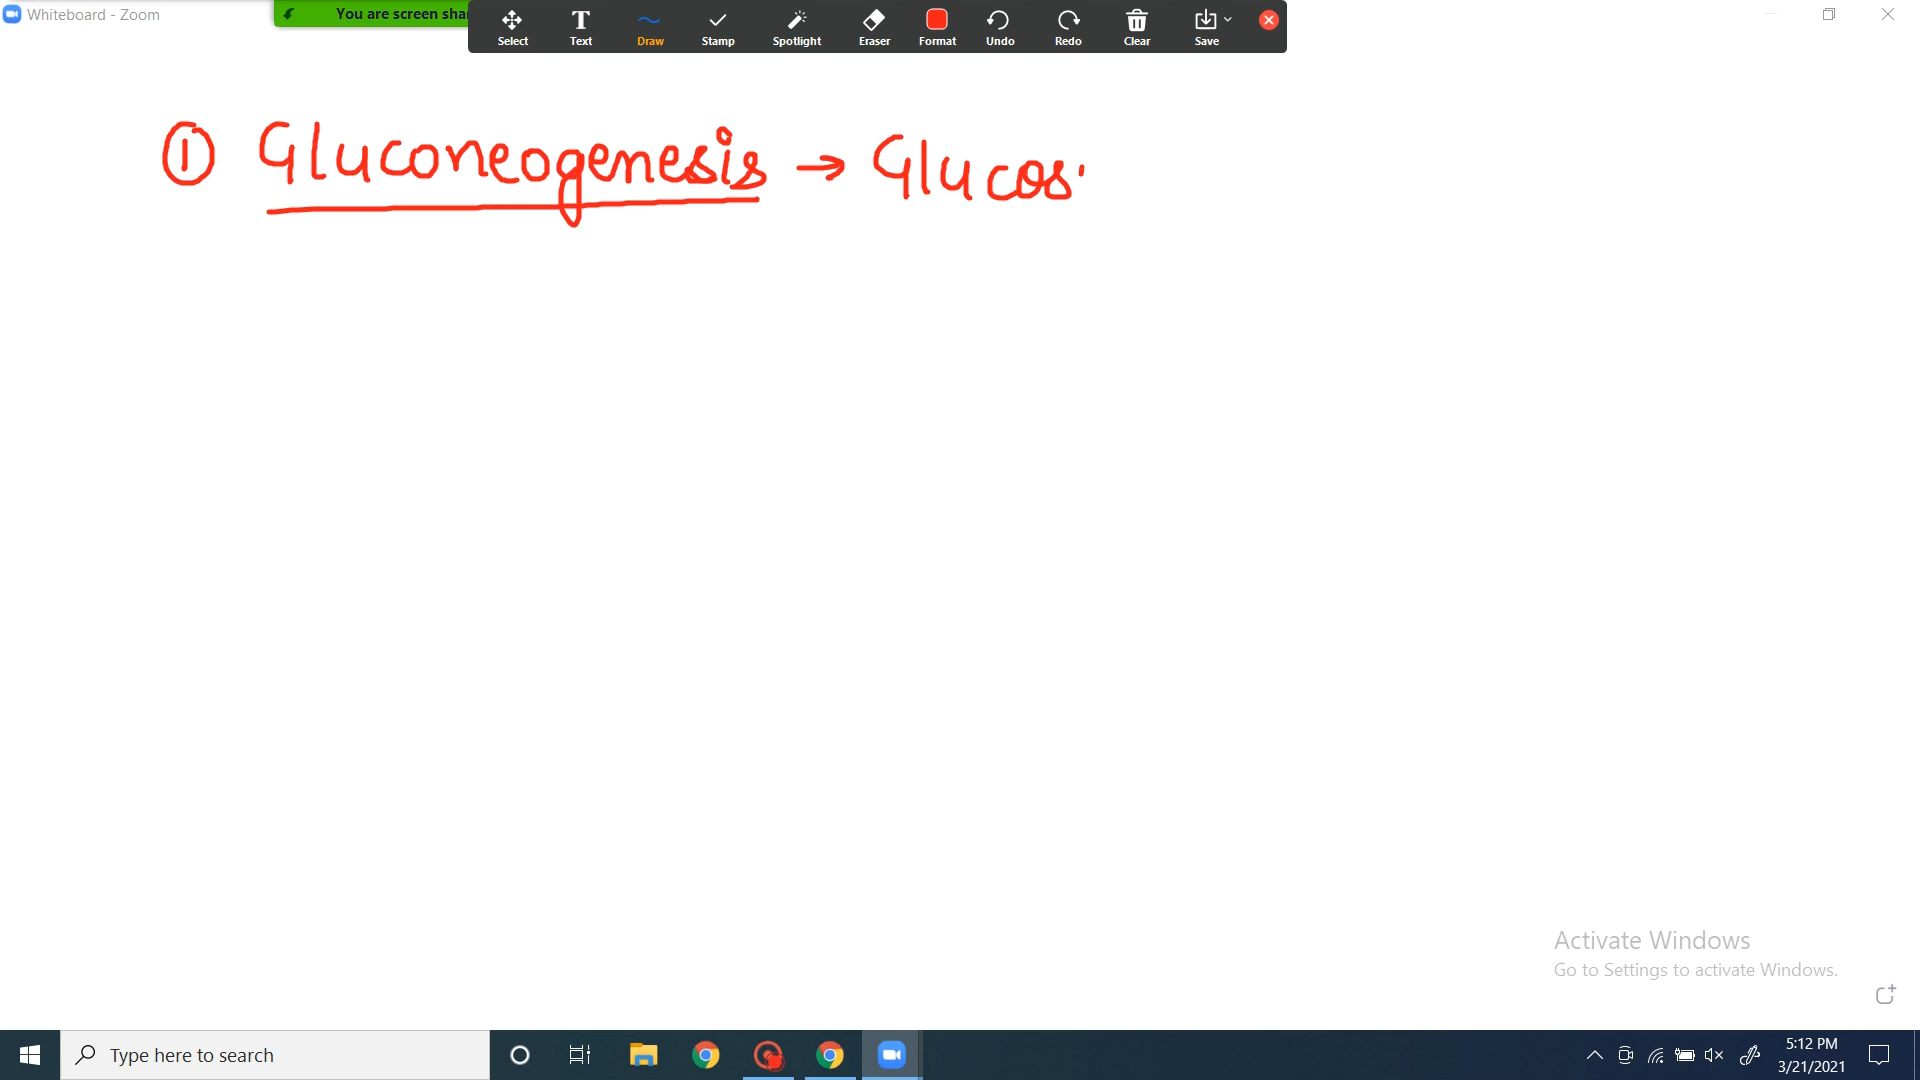 Whiteboard - Zoom
You are screen sha
Select Text Draw Stamp Spotlight Eraser Format Undo Redo Clear Save
① Gluconeogenesis → Glucos
Activate Windows
Go to Settings to activate Windows.
Type here to search
5:12 PM
3/21/2021